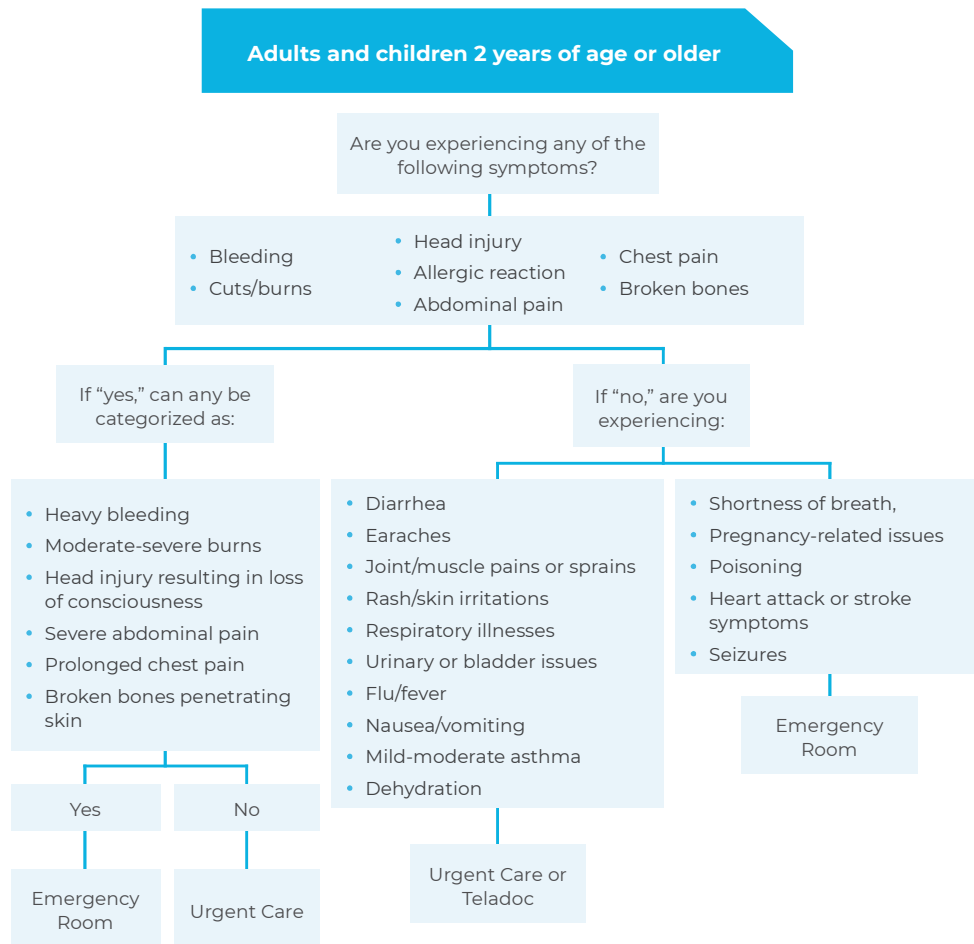 Adults and children 2 years of age or older
Are you experiencing any of the
following symptoms?
• Bleeding
• Cuts/burns
• Head injury
• Allergic reaction
• Abdominal pain
• Chest pain
• Broken bones
If “yes,” can any be
categorized as:
• Heavy bleeding
• Moderate-severe burns
• Head injury resulting in loss
of consciousness
• Severe abdominal pain
• Prolonged chest pain
• Broken bones penetrating
skin
Yes
Emergency
Room
No
Urgent Care
If “no,” are you
experiencing:
• Diarrhea
• Earaches
• Joint/muscle pains or sprains
• Rash/skin irritations
• Respiratory illnesses
• Urinary or bladder issues
• Flu/fever
• Nausea/vomiting
• Mild-moderate asthma
• Dehydration
Urgent Care or
Teladoc
• Shortness of breath,
• Pregnancy-related issues
• Poisoning
• Heart attack or stroke
symptoms
• Seizures
Emergency
Room